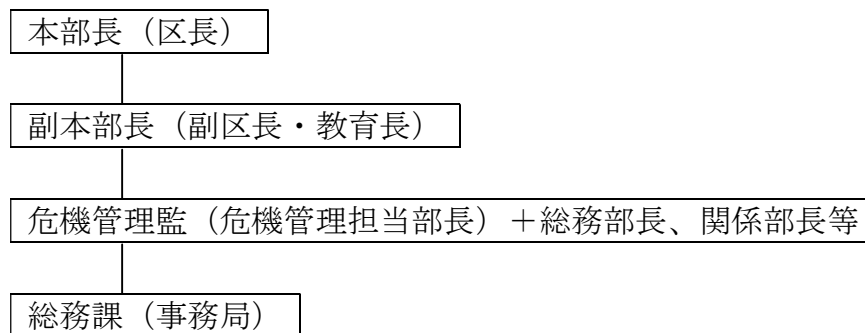 本部長（区長）
副本部長（副区長・教育長）
危機管理監（危機管理担当部長）＋総務部長、関係部長等
総務課（事務局）